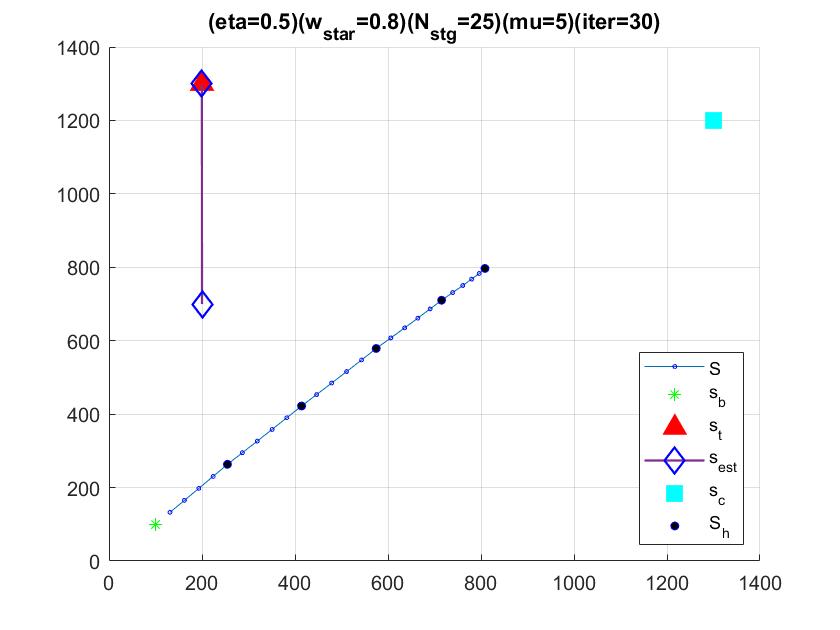 (eta=0.5)(w_star=0.8)(N_stg=25)(mu=5)(iter=30)
1400
1200
1000
800
600
400
200
0
0 200 400 600 800 1000 1200 1400
S
s_b
s_t
s_est
s_c
S_h